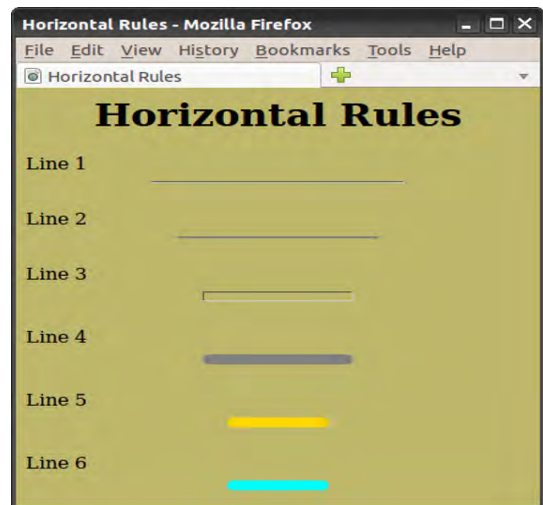 Horizontal Rules - Mozilla Firefox
File Edit View History Bookmarks Tools Help
Horizontal Rules
Horizontal Rules
Line 1
Line 2
Line 3
Line 4
Line 5
Line 6